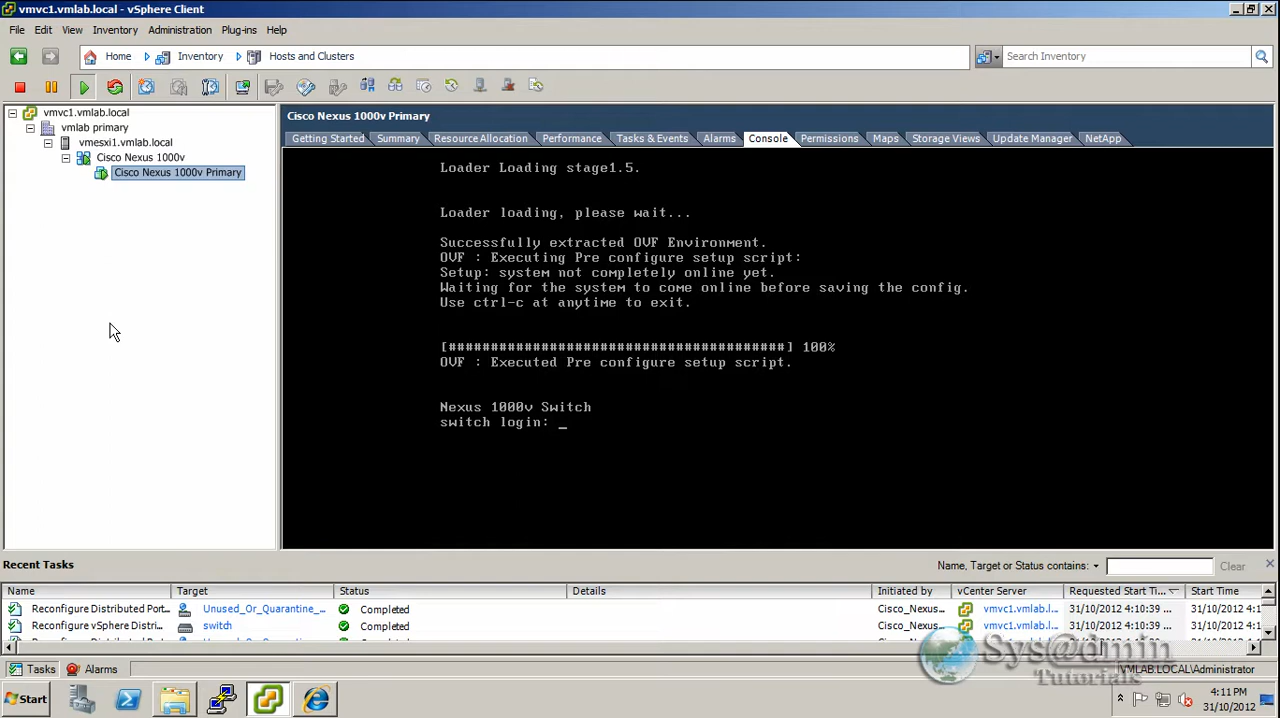 vmvc1.vmlab.local - vSphere Client
File Edit View Inventory Administration Plug-ins Help
Home Inventory Hosts and Clusters Search Inventory
vmvc1.vmlab.local
vmlab primary
vmesxi1.vmlab.local
Cisco Nexus 1000v
Cisco Nexus 1000v Primary
Cisco Nexus 1000v Primary
Getting Started Summary Resource Allocation Performance Tasks & Events Alarms Console Permissions Maps Storage Views Update Manager NetApp
Loader Loading stage1.5.
Loader loading, please wait...
Successfully extracted OVF Environment.
OVF : Executing Pre configure setup script:
Setup: system not completely online yet.
Waiting for the system to come online before saving the config.
Use ctrl-c at anytime to exit.
[########################################] 100%
OVF : Executed Pre configure setup script.
Nexus 1000v Switch
switch login: _
Recent Tasks Name, Target or Status contains: Clear
Name Target Status Details Initiated by vCenter Server Requested Start Ti... Start Time
Reconfigure Distributed Port... Unused_Or_Quarantine_... Completed Cisco_Nexus... vmvc1.vmlab.l... 31/10/2012 4:10:39 ... 31/10/2012 4:1
Reconfigure vSphere Distri... switch Completed Cisco_Nexus... vmvc1.vmlab.l... 31/10/2012 4:10:39 ... 31/10/2012 4:1
Sys@dmin
Tutorials
Tasks Alarms VMLAB.LOCAL\Administrator
Start 4:11 PM
31/10/2012